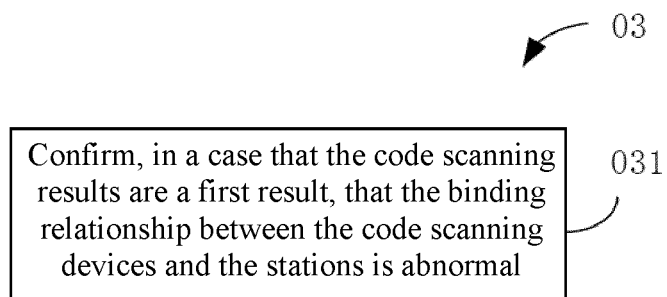 03
Confirm, in a case that the code scanning
results are a first result, that the binding
relationship between the code scanning
devices and the stations is abnormal
031